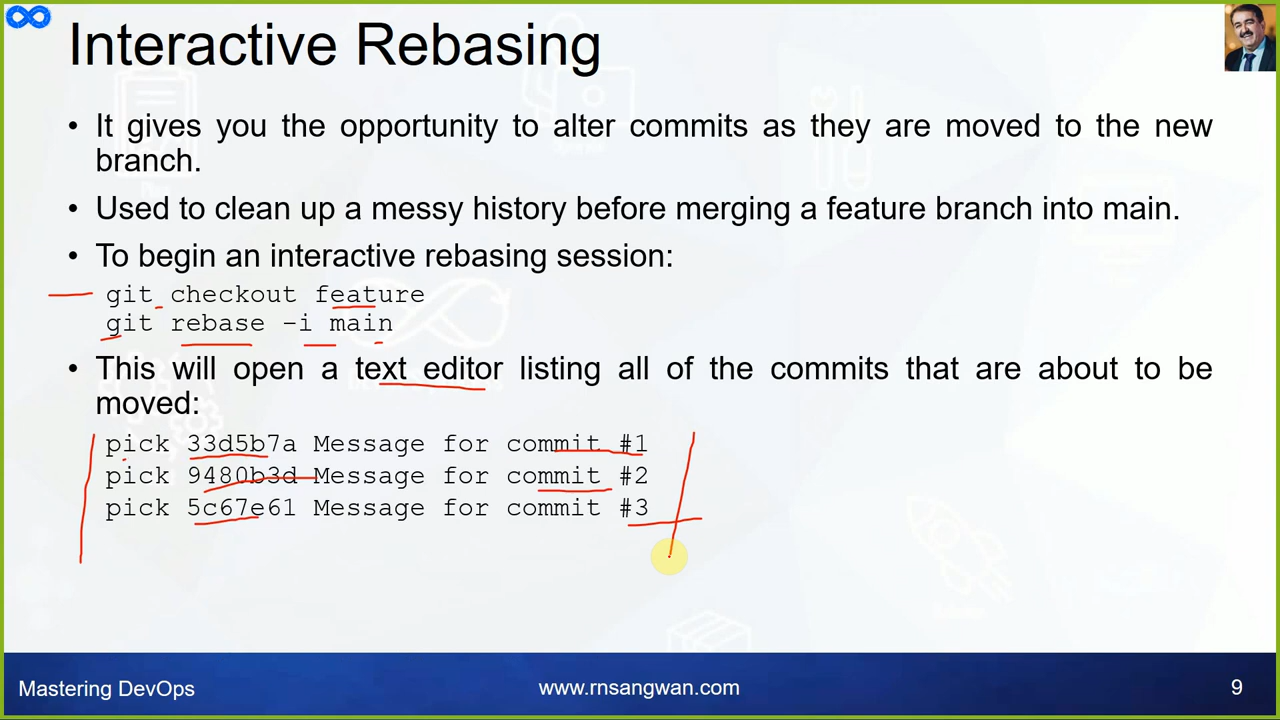 Interactive Rebasing
• It gives you the opportunity to alter commits as they are moved to the new
branch.
• Used to clean up a messy history before merging a feature branch into main.
• To begin an interactive rebasing session:
git checkout feature
git rebase –i main
• This will open a text editor listing all of the commits that are about to be
moved:
pick 33d5b7a Message for commit #1
pick 9480b3d Message for commit #2
pick 5c67e61 Message for commit #3
Mastering DevOps
www.rnsangwan.com
9